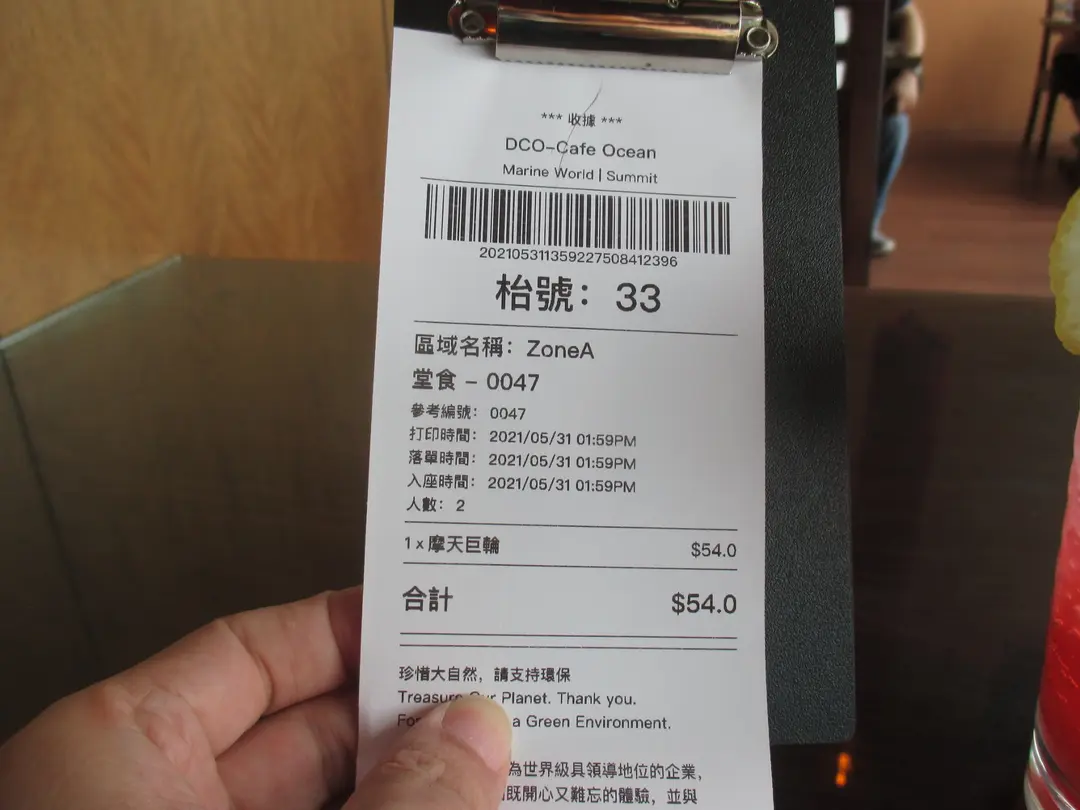 *** 收據 ***
DCO-Cafe Ocean
Marine World | Summit
20210531135922750841​2396
枱號： 33
區域名稱： ZoneA
堂食 – 0047
參考編號： 0047
打印時間： 2021/05/31 01:59PM
落單時間： 2021/05/31 01:59PM
入座時間： 2021/05/31 01:59PM
人數： 2
1 x 摩天巨輪 $54.0
合計 $54.0
珍惜大自然，請支持環保
Treasure Our Planet. Thank you.
a Green Environment.
為世界級具領導地位的企業，
既開心又難忘的體驗，並與